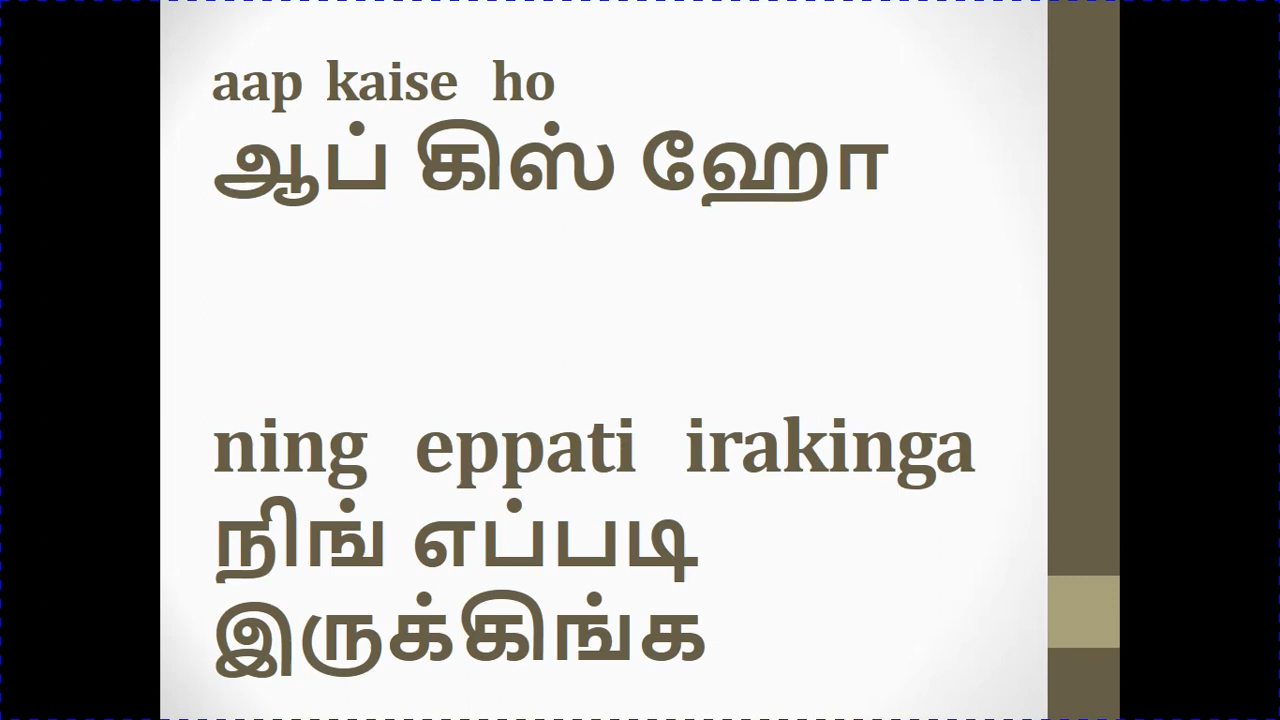 aap kaise ho
ஆப் கிஸ் ஹோ
ning eppati irakinga
நிங் எப்படி
இருக்கிங்க